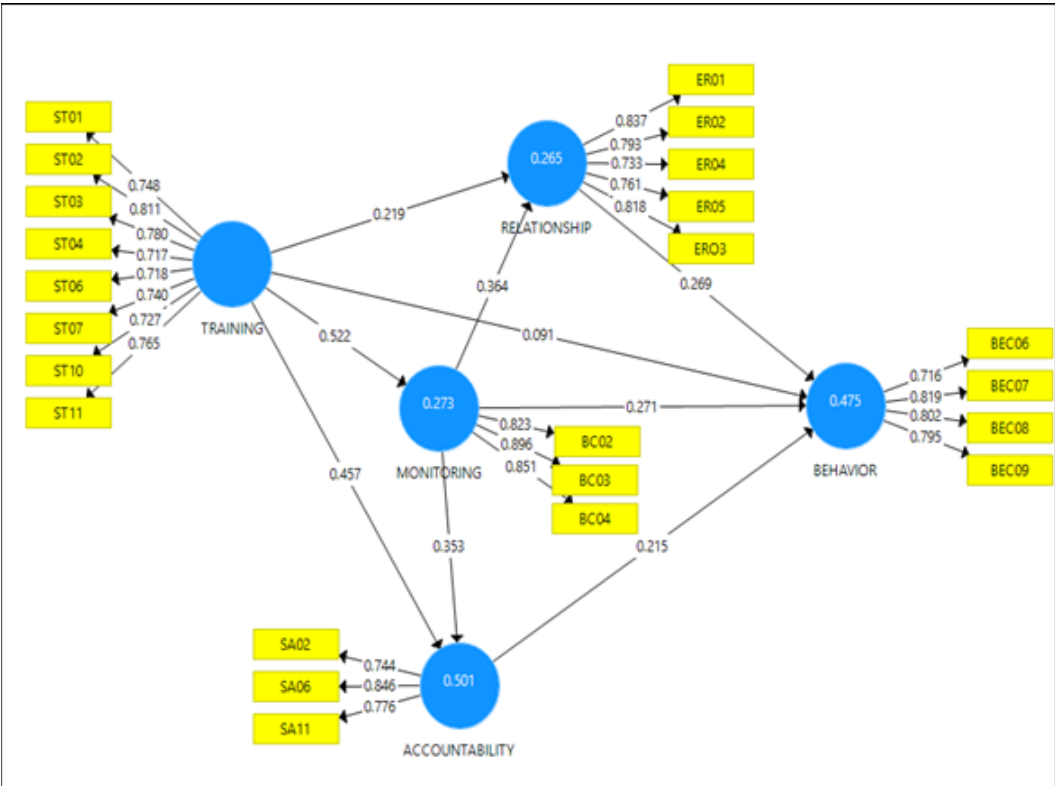 ST01
ST02
ST03
ST04
ST06
ST07
ST10
ST11
0.748
0.811
0.780
0.717
0.718
0.740
0.727
0.765
TRAINING
0.219
0.522
0.091
0.457
0.265
RELATIONSHIP
0.837
0.793
0.733
0.761
0.818
ER01
ER02
ER04
ER05
ERO3
0.364
0.269
0.273
MONITORING
0.271
0.823
0.896
0.851
BC02
BC03
BC04
0.353
0.215
0.475
BEHAVIOR
0.716
0.819
0.802
0.795
BEC06
BEC07
BEC08
BEC09
SA02
SA06
SA11
0.744
0.846
0.776
0.501
ACCOUNTABILITY